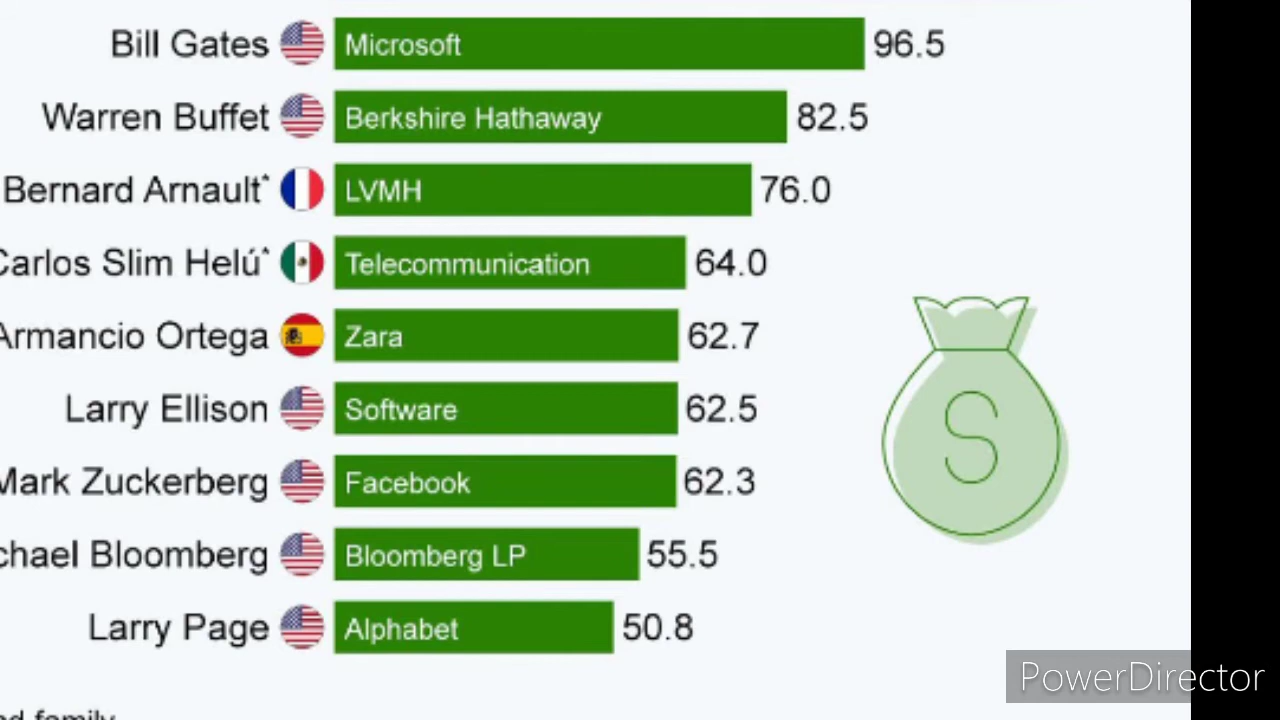 Bill Gates Microsoft 96.5
Warren Buffet Berkshire Hathaway 82.5
Bernard Arnault* LVMH 76.0
Carlos Slim Helú* Telecommunication 64.0
Armancio Ortega Zara 62.7
Larry Ellison Software 62.5
Mark Zuckerberg Facebook 62.3
chael Bloomberg Bloomberg LP 55.5
Larry Page Alphabet 50.8
S
PowerDirector
family